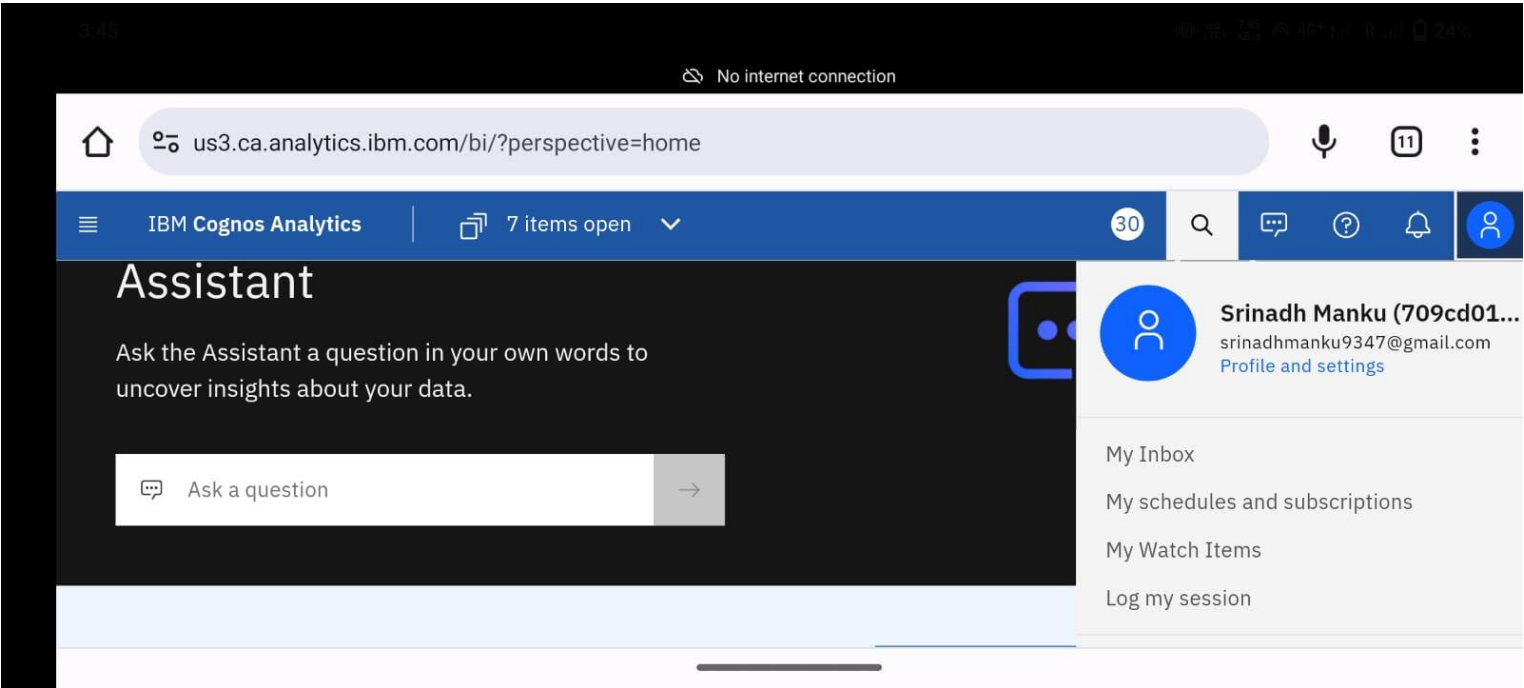 3:45
24%
No internet connection
us3.ca.analytics.ibm.com/bi/?perspective=home
11
IBM Cognos Analytics
7 items open
30
Assistant
Ask the Assistant a question in your own words to
uncover insights about your data.
Ask a question
Srinadh Manku (709cd01...
srinadhmanku9347@gmail.com
Profile and settings
My Inbox
My schedules and subscriptions
My Watch Items
Log my session